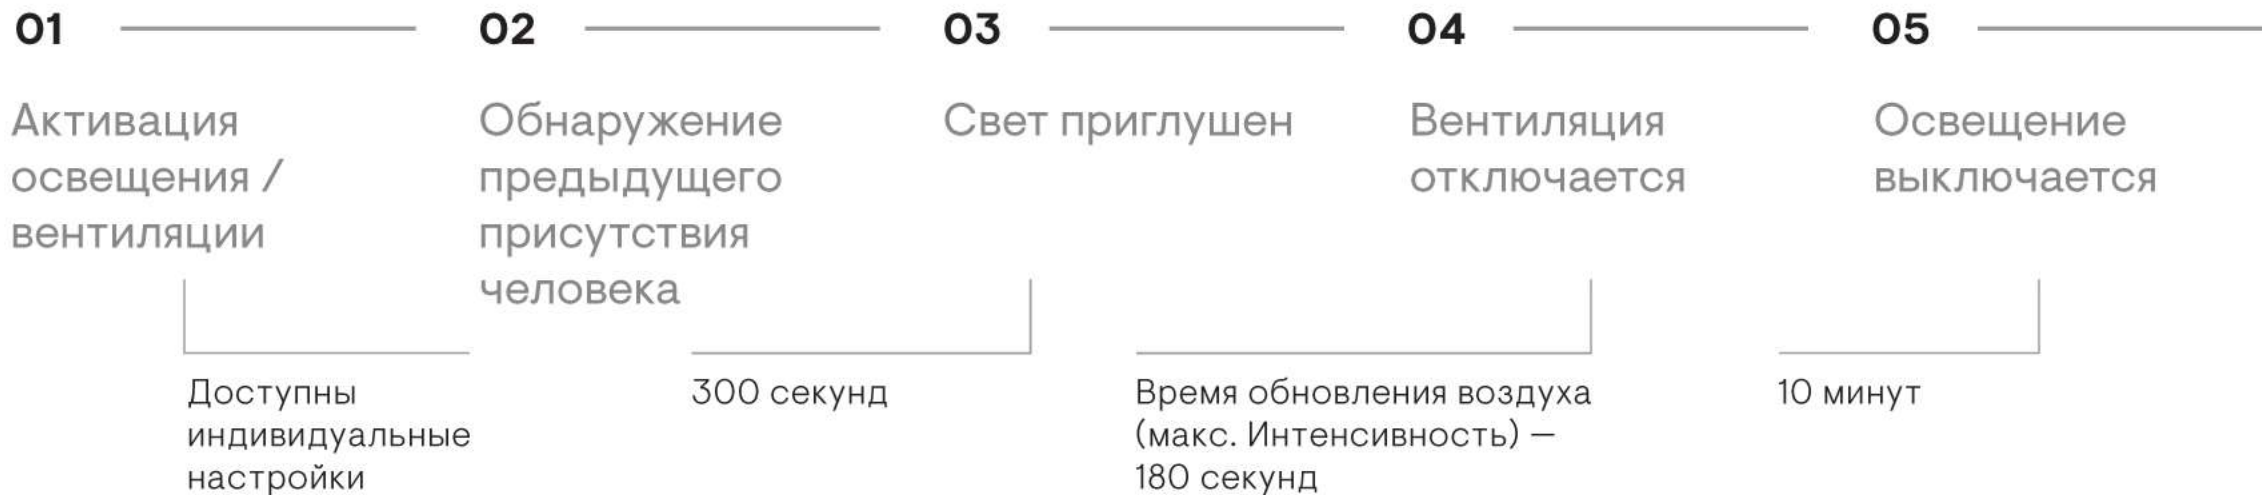 01
Активация
освещения /
вентиляции
Доступны
индивидуальные
настройки
02
Обнаружение
предыдущего
присутствия
человека
300 секунд
03
Свет приглушен
Время обновления воздуха
(макс. Интенсивность) —
180 секунд
04
Вентиляция
отключается
10 минут
05
Освещение
выключается